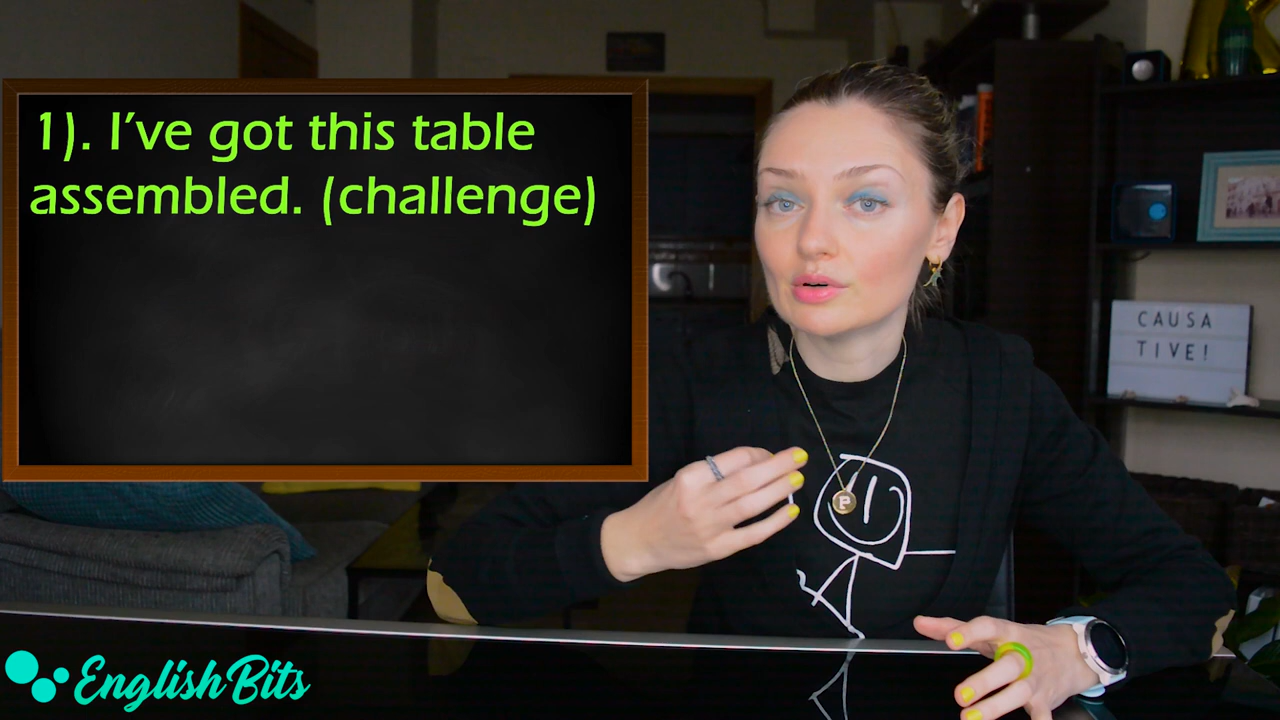 1). I've got this table
assembled. (challenge)
CAUSA
TIVE!
P
EnglishBits